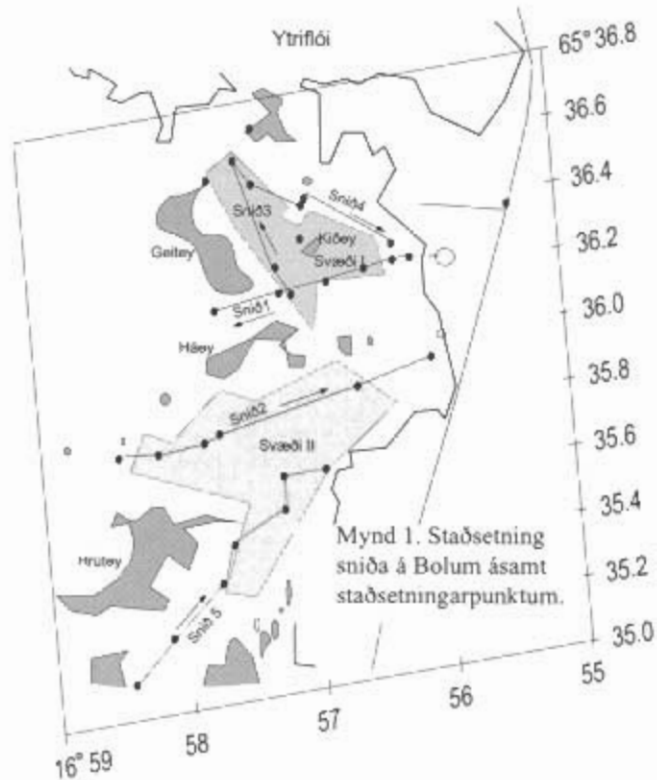 Ytriflói
65° 36.8
36.6
36.4
36.2
36.0
35.8
35.6
35.4
35.2
35.0
Snið4
Snið3
Kiðey
Geitey
Svæði I
Snið1
Háey
Snið2
Svæði II
Hrútey
Snið 5
Mynd 1. Staðsetning
sniða á Bolum ásamt
staðsetningarpunktum.
16° 59
58
57
56
55